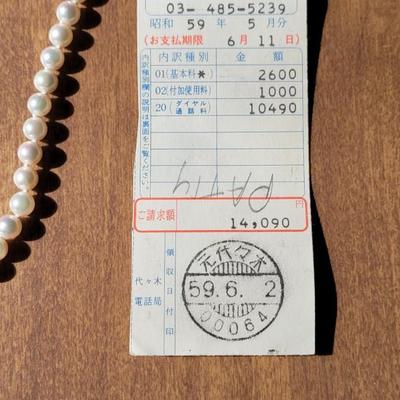 03- 485-5239
昭和 59 年 5 月分
(お支払期限 6 月 11 日)
内訳種別 金額
01(基本料*) 2600
02(付加使用料) 1000
20(ダイヤル通話料) 10490
内訳種別欄の説明は裏面をご覧ください。
PATIY
円
ご請求額 14,090
代々木電話局
領収日付印
元代々木
59.6.2
00064